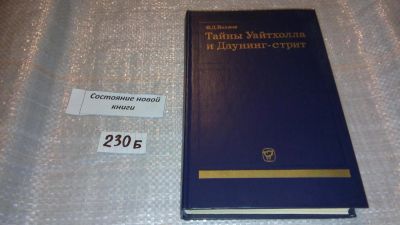 Тайны Уайтхолла
и Даунинг-стрит
Состояние новой
книги
230 Б